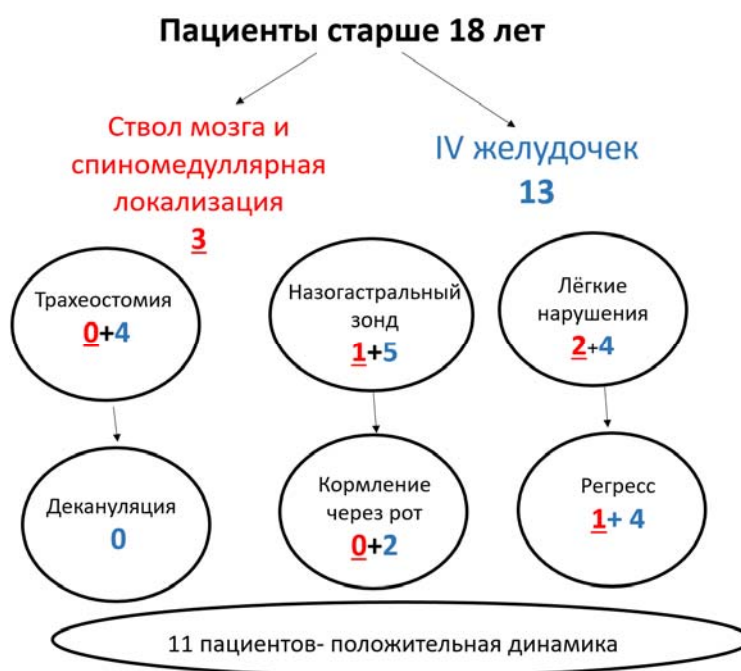 Пациенты старше 18 лет
Ствол мозга и
спиномедуллярная
локализация
3
IV желудочек
13
Трахеостомия
0+4
Назогастральный
зонд
1+5
Лёгкие
нарушения
2+4
Декануляция
0
Кормление
через рот
0+2
Регресс
1+ 4
11 пациентов- положительная динамика